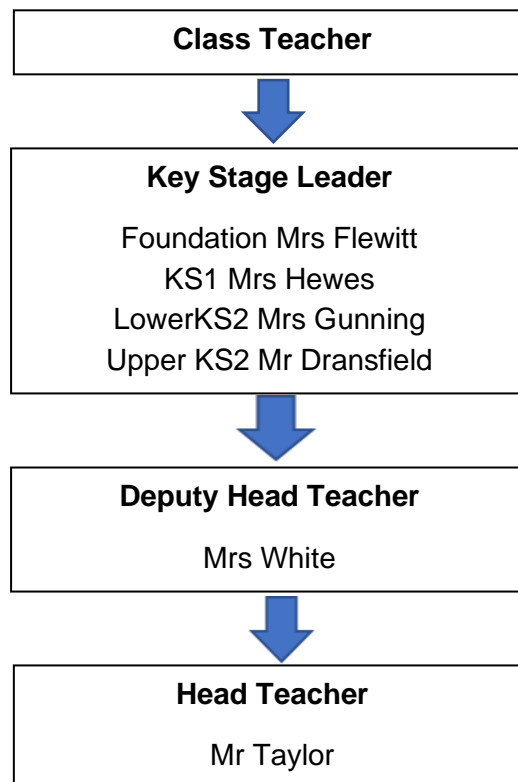 Class Teacher
Key Stage Leader
Foundation Mrs Flewitt
KS1 Mrs Hewes
LowerKS2 Mrs Gunning
Upper KS2 Mr Dransfield
Deputy Head Teacher
Mrs White
Head Teacher
Mr Taylor